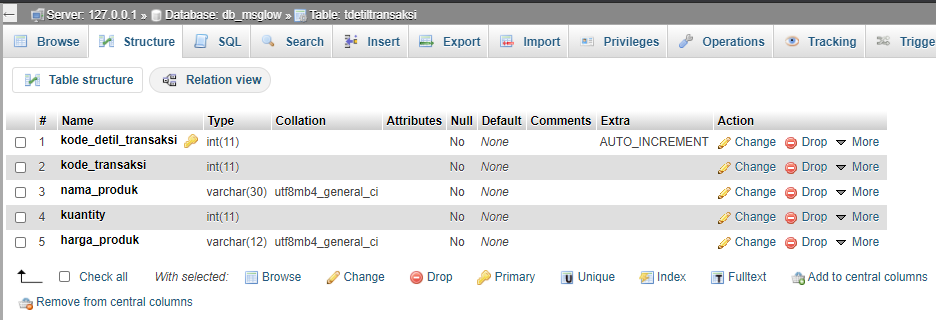 ← Server: 127.0.0.1 » Database: db_msglow » Table: tdetiltransaksi
Browse Structure SQL Search Insert Export Import Privileges Operations Tracking Trigge
Table structure Relation view
# Name Type Collation Attributes Null Default Comments Extra Action
1 kode_detil_transaksi int(11) No None AUTO_INCREMENT Change Drop More
2 kode_transaksi int(11) No None Change Drop More
3 nama_produk varchar(30) utf8mb4_general_ci No None Change Drop More
4 kuantity int(11) No None Change Drop More
5 harga_produk varchar(12) utf8mb4_general_ci No None Change Drop More
Check all With selected: Browse Change Drop Primary Unique Index Fulltext Add to central columns
Remove from central columns